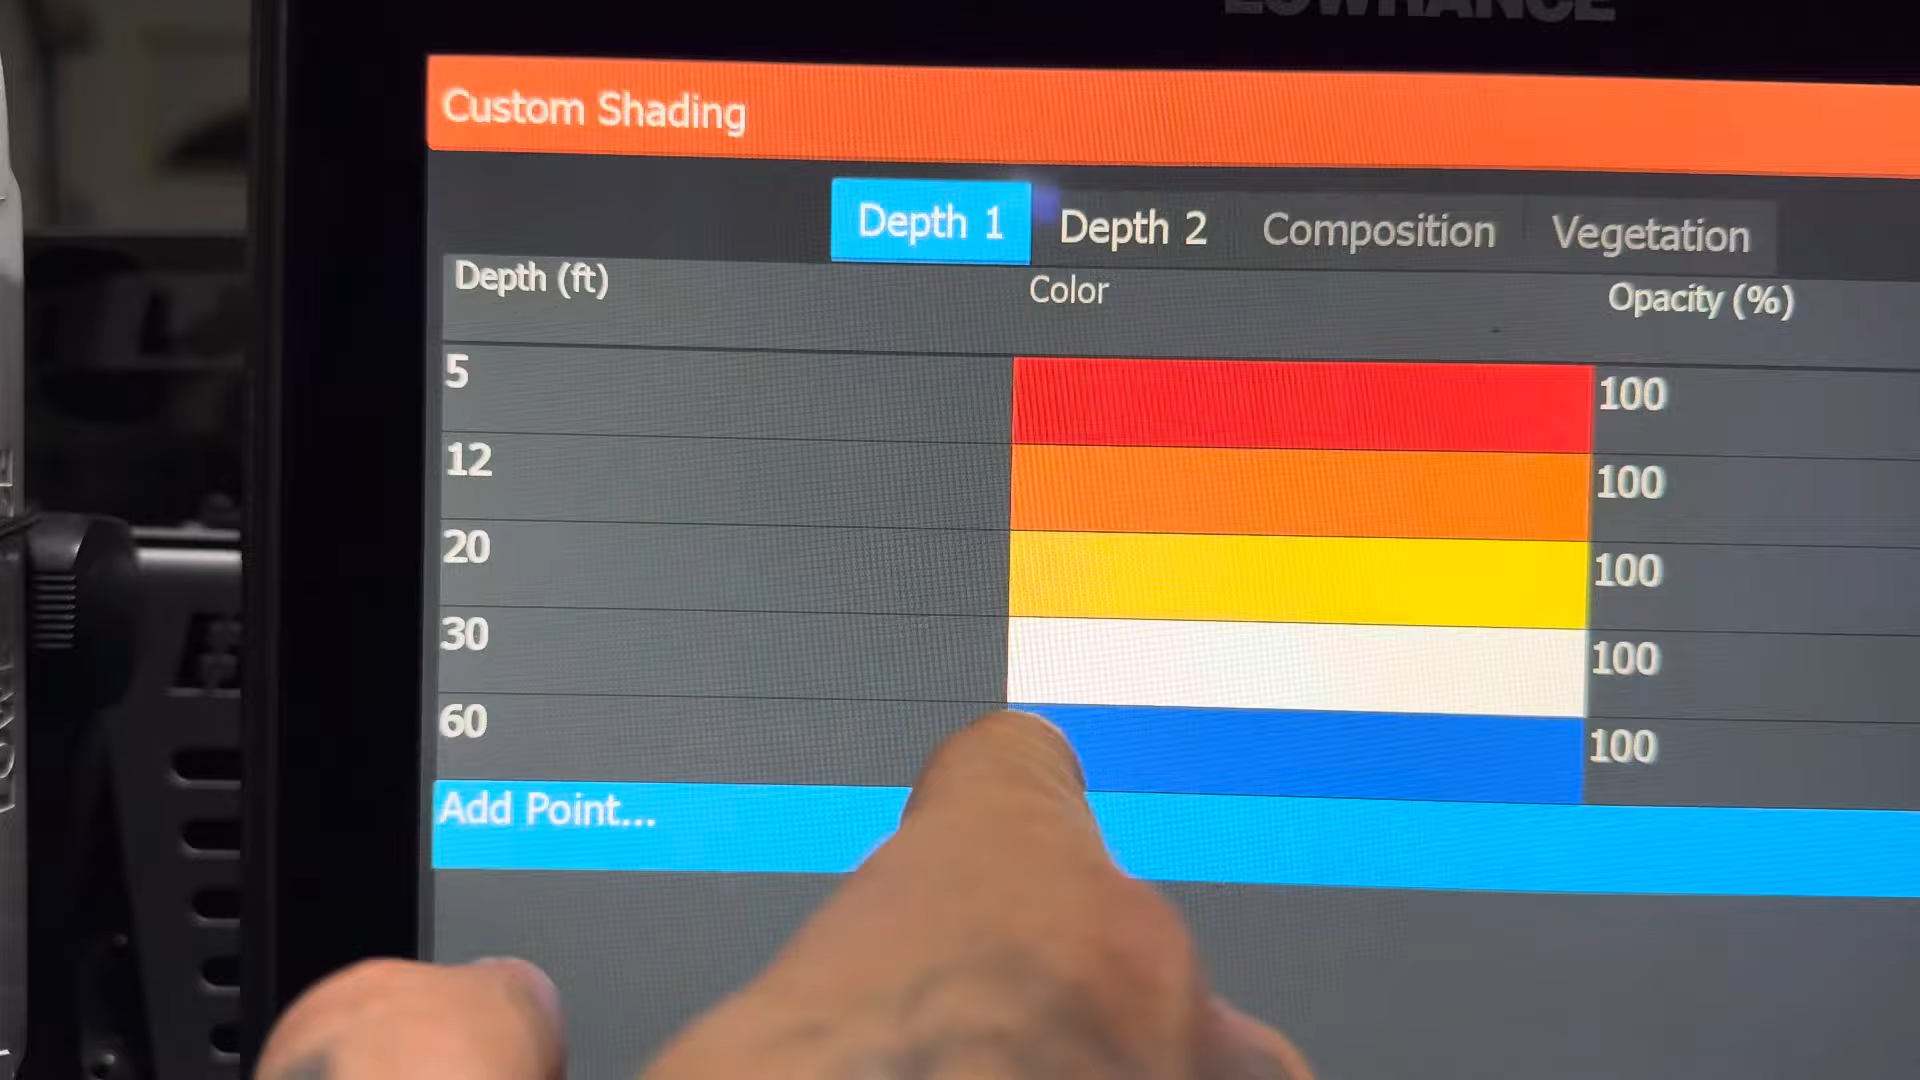 LOWRANCE
Custom Shading
Depth 1 Depth 2 Composition Vegetation
Depth (ft) Color Opacity (%)
5 100
12 100
20 100
30 100
60 100
Add Point...